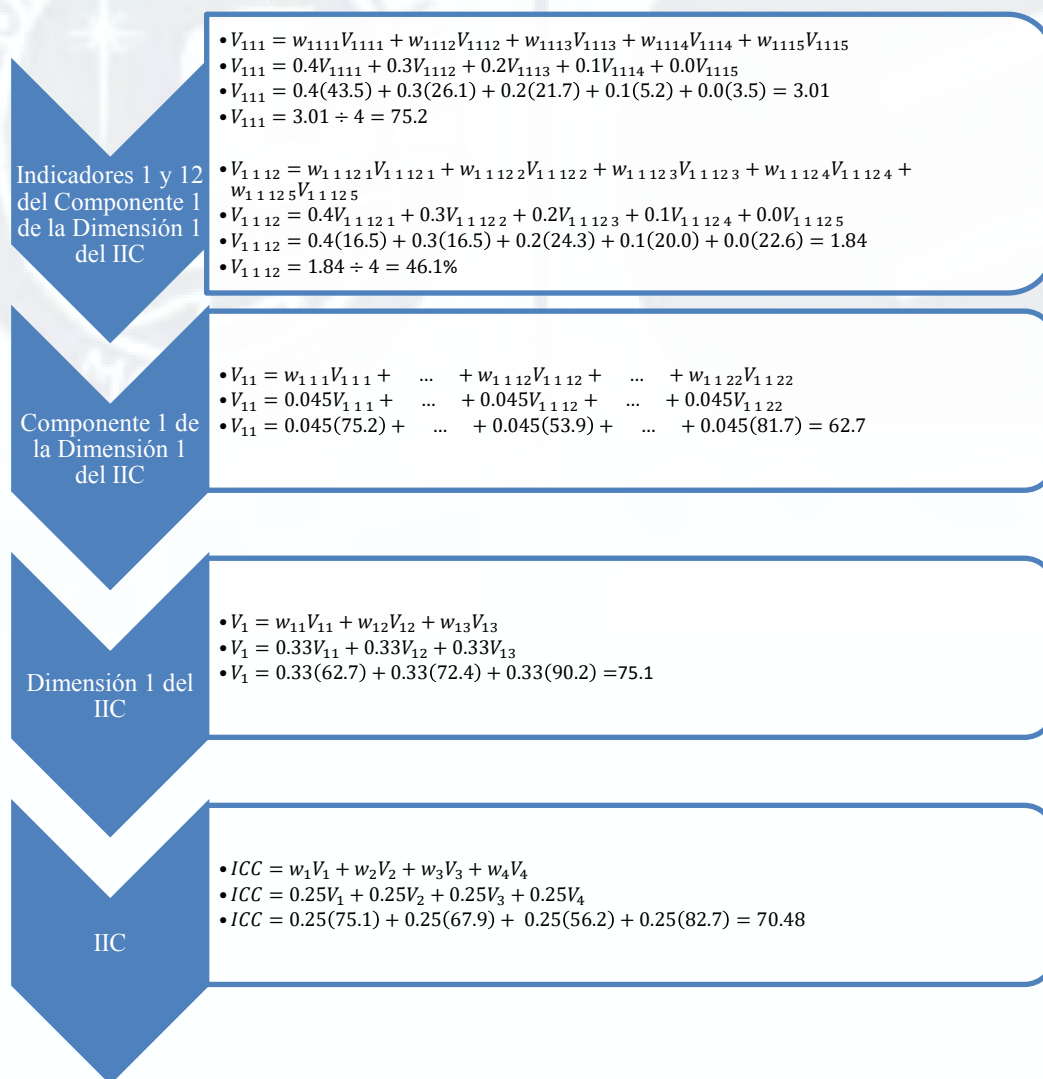 Indicadores 1 y 12
del Componente 1
de la Dimensión 1
del IIC
• V₁₁₁ = w₁₁₁₁V₁₁₁₁ + w₁₁₁₂V₁₁₁₂ + w₁₁₁₃V₁₁₁₃ + w₁₁₁₄V₁₁₁₄ + w₁₁₁₅V₁₁₁₅
• V₁₁₁ = 0.4V₁₁₁₁ + 0.3V₁₁₁₂ + 0.2V₁₁₁₃ + 0.1V₁₁₁₄ + 0.0V₁₁₁₅
• V₁₁₁ = 0.4(43.5) + 0.3(26.1) + 0.2(21.7) + 0.1(5.2) + 0.0(3.5) = 3.01
• V₁₁₁ = 3.01 ÷ 4 = 75.2
• V₁ ₁ ₁₂ = w₁ ₁ ₁₂ ₁V₁ ₁ ₁₂ ₁ + w₁ ₁ ₁₂ ₂V₁ ₁ ₁₂ ₂ + w₁ ₁ ₁₂ ₃V₁ ₁ ₁₂ ₃ + w₁ ₁ ₁₂ ₄V₁ ₁ ₁₂ ₄ +
w₁ ₁ ₁₂ ₅V₁ ₁ ₁₂ ₅
• V₁ ₁ ₁₂ = 0.4V₁ ₁ ₁₂ ₁ + 0.3V₁ ₁ ₁₂ ₂ + 0.2V₁ ₁ ₁₂ ₃ + 0.1V₁ ₁ ₁₂ ₄ + 0.0V₁ ₁ ₁₂ ₅
• V₁ ₁ ₁₂ = 0.4(16.5) + 0.3(16.5) + 0.2(24.3) + 0.1(20.0) + 0.0(22.6) = 1.84
• V₁ ₁ ₁₂ = 1.84 ÷ 4 = 46.1%
Componente 1 de
la Dimensión 1
del IIC
• V₁₁ = w₁ ₁ ₁V₁ ₁ ₁ + … + w₁ ₁ ₁₂V₁ ₁ ₁₂ + … + w₁ ₁ ₂₂V₁ ₁ ₂₂
• V₁₁ = 0.045V₁ ₁ ₁ + … + 0.045V₁ ₁ ₁₂ + … + 0.045V₁ ₁ ₂₂
• V₁₁ = 0.045(75.2) + … + 0.045(53.9) + … + 0.045(81.7) = 62.7
Dimensión 1 del
IIC
• V₁ = w₁₁V₁₁ + w₁₂V₁₂ + w₁₃V₁₃
• V₁ = 0.33V₁₁ + 0.33V₁₂ + 0.33V₁₃
• V₁ = 0.33(62.7) + 0.33(72.4) + 0.33(90.2) =75.1
IIC
• ICC = w₁V₁ + w₂V₂ + w₃V₃ + w₄V₄
• ICC = 0.25V₁ + 0.25V₂ + 0.25V₃ + 0.25V₄
• ICC = 0.25(75.1) + 0.25(67.9) + 0.25(56.2) + 0.25(82.7) = 70.48